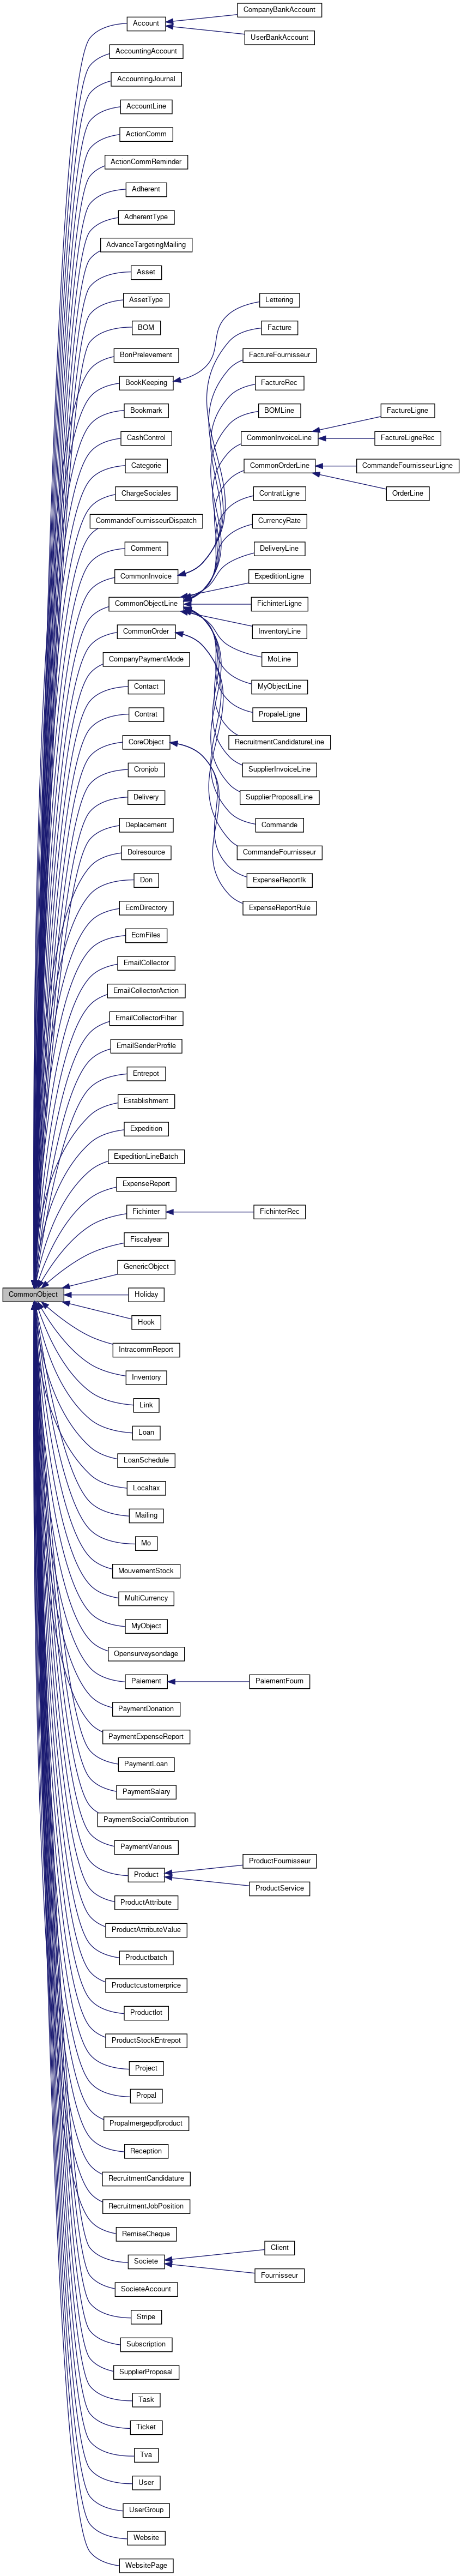 CommonObject
Account
AccountingAccount
AccountingJournal
AccountLine
ActionComm
ActionCommReminder
Adherent
AdherentType
AdvanceTargetingMailing
Asset
AssetType
BOM
BonPrelevement
BookKeeping
Bookmark
CashControl
Categorie
ChargeSociales
CommandeFournisseurDispatch
Comment
CommonInvoice
CommonObjectLine
CommonOrder
CompanyPaymentMode
Contact
Contrat
CoreObject
Cronjob
Delivery
Deplacement
Dolresource
Don
EcmDirectory
EcmFiles
EmailCollector
EmailCollectorAction
EmailCollectorFilter
EmailSenderProfile
Entrepot
Establishment
Expedition
ExpeditionLineBatch
ExpenseReport
Fichinter
Fiscalyear
GenericObject
Holiday
Hook
IntracommReport
Inventory
Link
Loan
LoanSchedule
Localtax
Mailing
Mo
MouvementStock
MultiCurrency
MyObject
Opensurveysondage
Paiement
PaymentDonation
PaymentExpenseReport
PaymentLoan
PaymentSalary
PaymentSocialContribution
PaymentVarious
Product
ProductAttribute
ProductAttributeValue
Productbatch
Productcustomerprice
Productlot
ProductStockEntrepot
Project
Propal
Propalmergepdfproduct
Reception
RecruitmentCandidature
RecruitmentJobPosition
RemiseCheque
Societe
SocieteAccount
Stripe
Subscription
SupplierProposal
Task
Ticket
Tva
User
UserGroup
Website
WebsitePage
CompanyBankAccount
UserBankAccount
Lettering
Facture
FactureFournisseur
FactureRec
BOMLine
CommonInvoiceLine
CommonOrderLine
ContratLigne
CurrencyRate
DeliveryLine
ExpeditionLigne
FichinterLigne
InventoryLine
MoLine
MyObjectLine
PropaleLigne
RecruitmentCandidatureLine
SupplierInvoiceLine
SupplierProposalLine
Commande
CommandeFournisseur
ExpenseReportIk
ExpenseReportRule
FichinterRec
PaiementFourn
ProductFournisseur
ProductService
Client
Fournisseur
FactureLigne
FactureLigneRec
CommandeFournisseurLigne
OrderLine